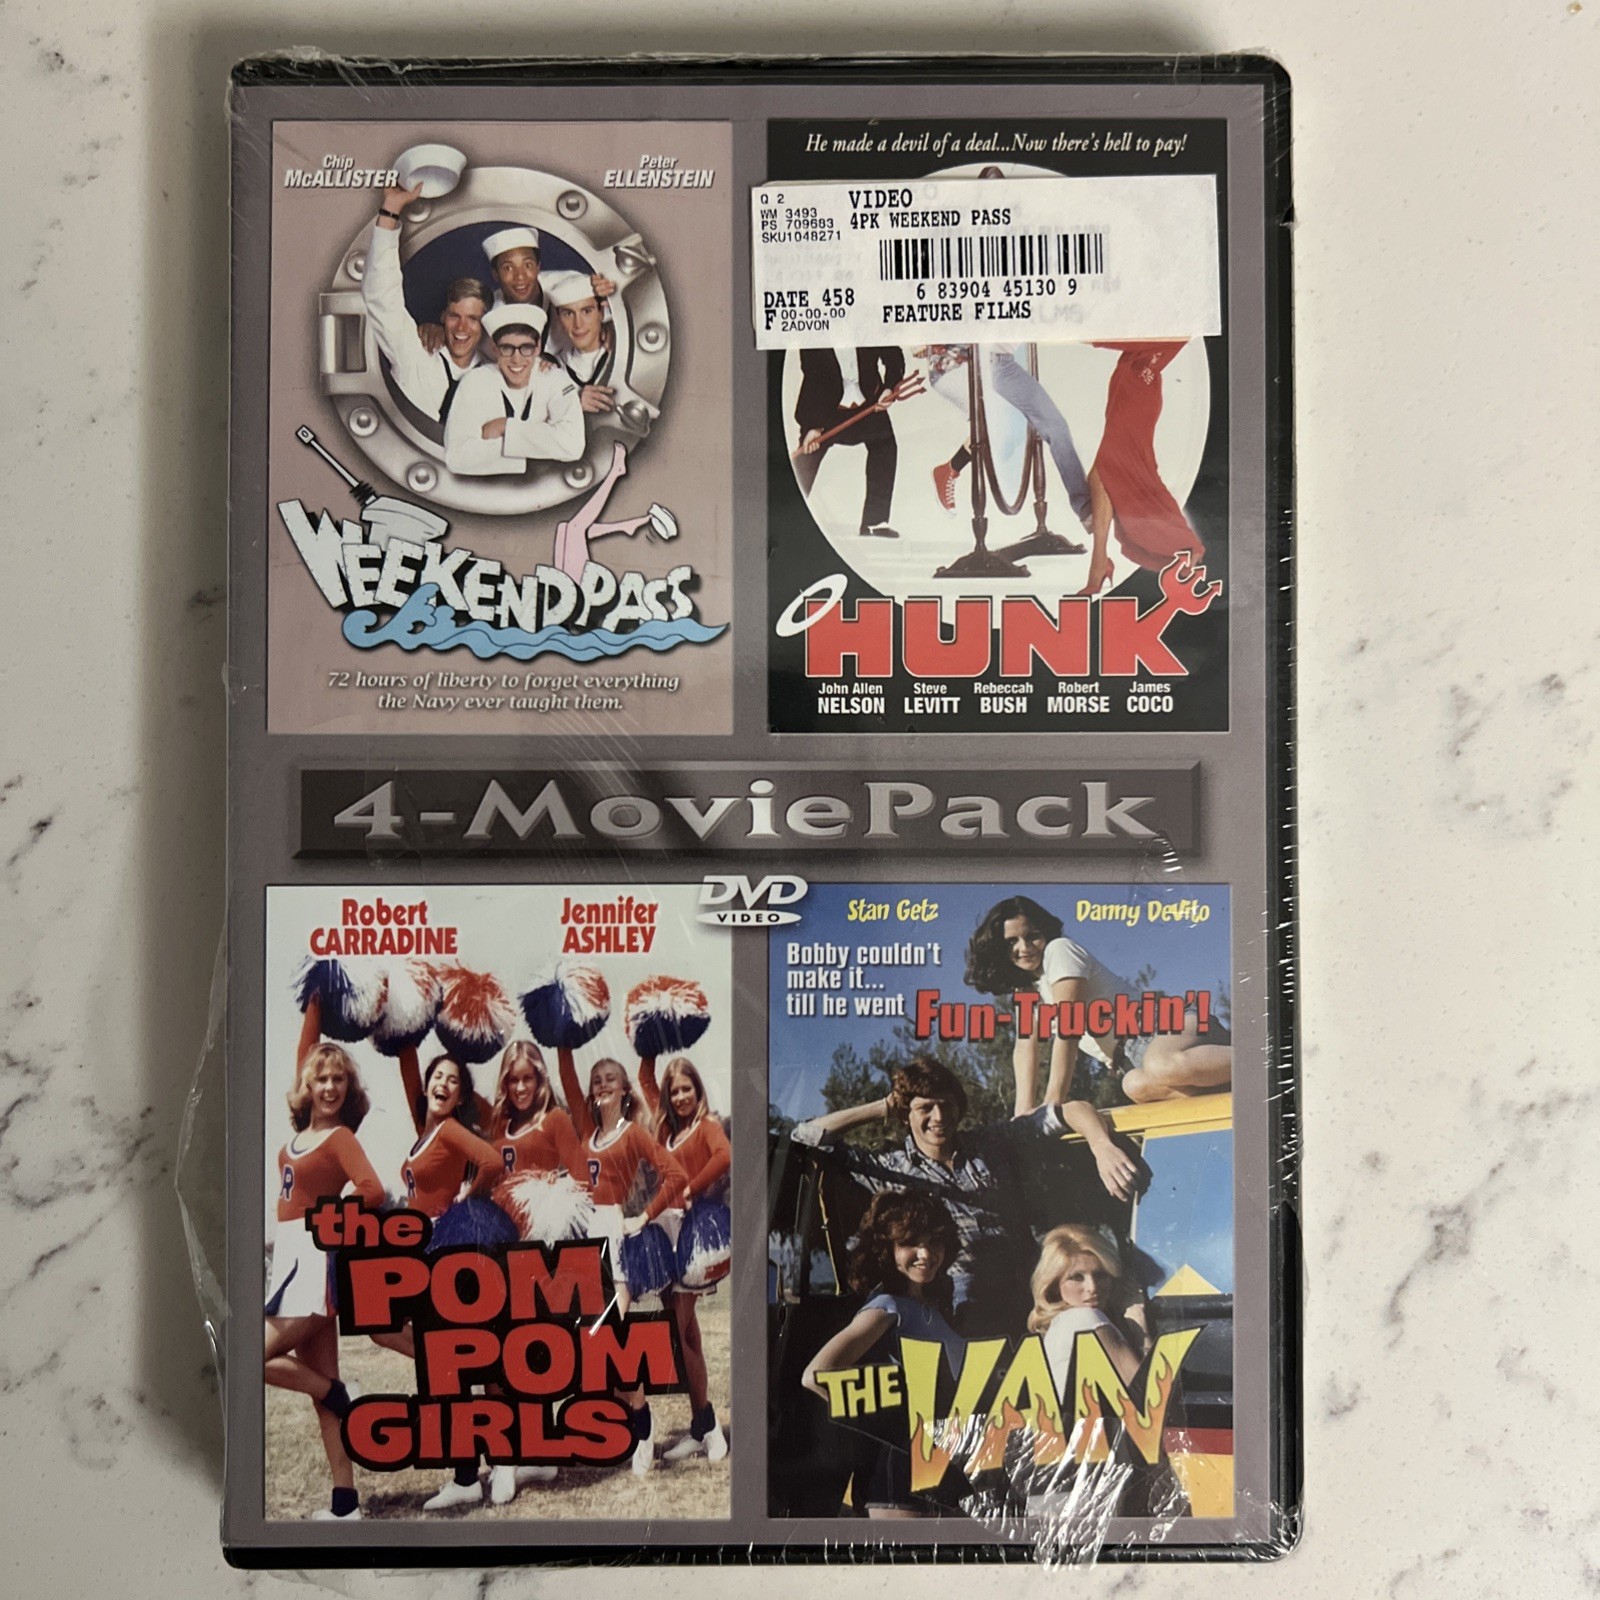 Chip
McALLISTER
Peter
ELLENSTEIN
WEEKEND PASS
72 hours of liberty to forget everything
the Navy ever taught them.
He made a devil of a deal...Now there's hell to pay!
Q 2
WM 3493
PS 709683
SKU1048271
VIDEO
4PK WEEKEND PASS
6 83904 45130 9
DATE 458
F 00-00-00
2ADVON
FEATURE FILMS
HUNK
John Allen
NELSON
Steve
LEVITT
Rebeccah
BUSH
Robert
MORSE
James
COCO
4-MoviePack
DVD
VIDEO
Robert
CARRADINE
Jennifer
ASHLEY
R
R
R
R
the
POM
POM
GIRLS
Stan Getz
Danny DeVito
Bobby couldn't
make it...
till he went Fun-Truckin'!
THE VAN